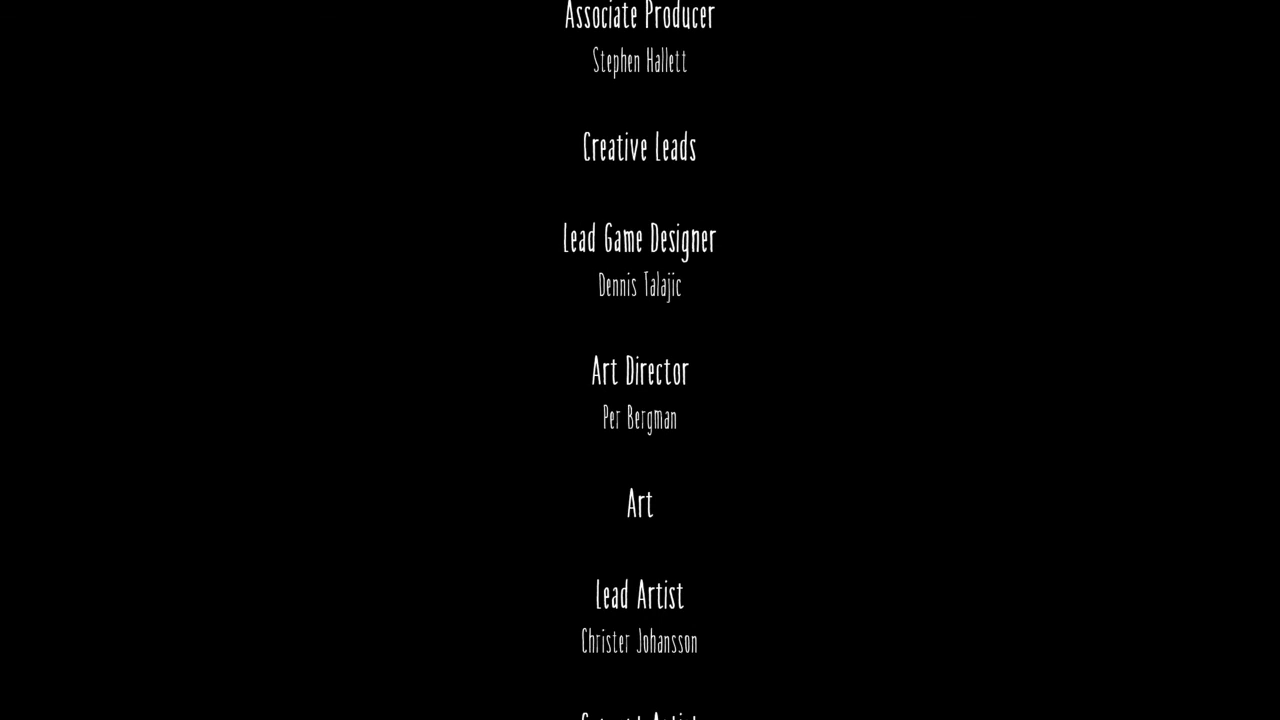 Associate Producer
Stephen Hallett
Creative Leads
Lead Game Designer
Dennis Talajic
Art Director
Per Bergman
Art
Lead Artist
Christer Johansson